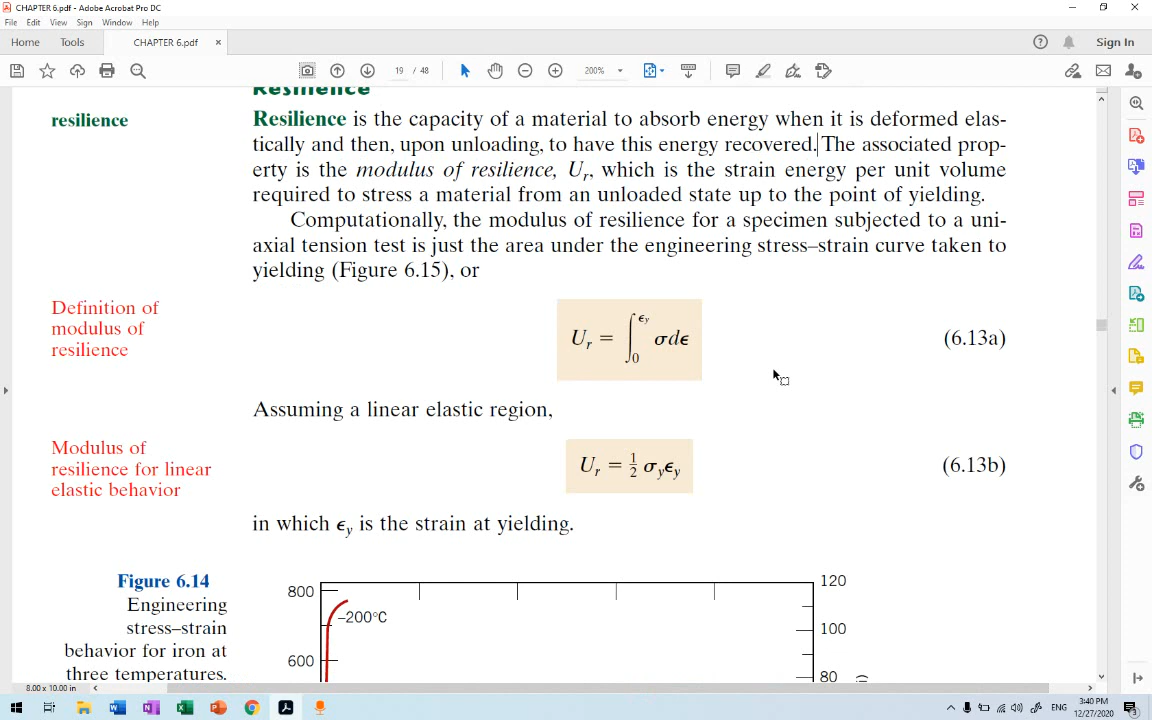 CHAPTER 6.pdf - Adobe Acrobat Pro DC
File Edit View Sign Window Help
Home Tools CHAPTER 6.pdf × Sign In
19 / 48 200%
Resilience
resilience
Resilience is the capacity of a material to absorb energy when it is deformed elas-
tically and then, upon unloading, to have this energy recovered. The associated prop-
erty is the modulus of resilience, Uᵣ, which is the strain energy per unit volume
required to stress a material from an unloaded state up to the point of yielding.
Computationally, the modulus of resilience for a specimen subjected to a uni-
axial tension test is just the area under the engineering stress–strain curve taken to
yielding (Figure 6.15), or
Definition of
modulus of
resilience
Uᵣ = ∫₀^ϵy σdϵ (6.13a)
Assuming a linear elastic region,
Modulus of
resilience for linear
elastic behavior
Uᵣ = ½ σyϵy (6.13b)
in which ϵy is the strain at yielding.
Figure 6.14
Engineering
stress–strain
behavior for iron at
three temperatures.
800
–200°C
600
120
100
80
8.00 x 10.00 in
ENG
3:40 PM
12/27/2020
3